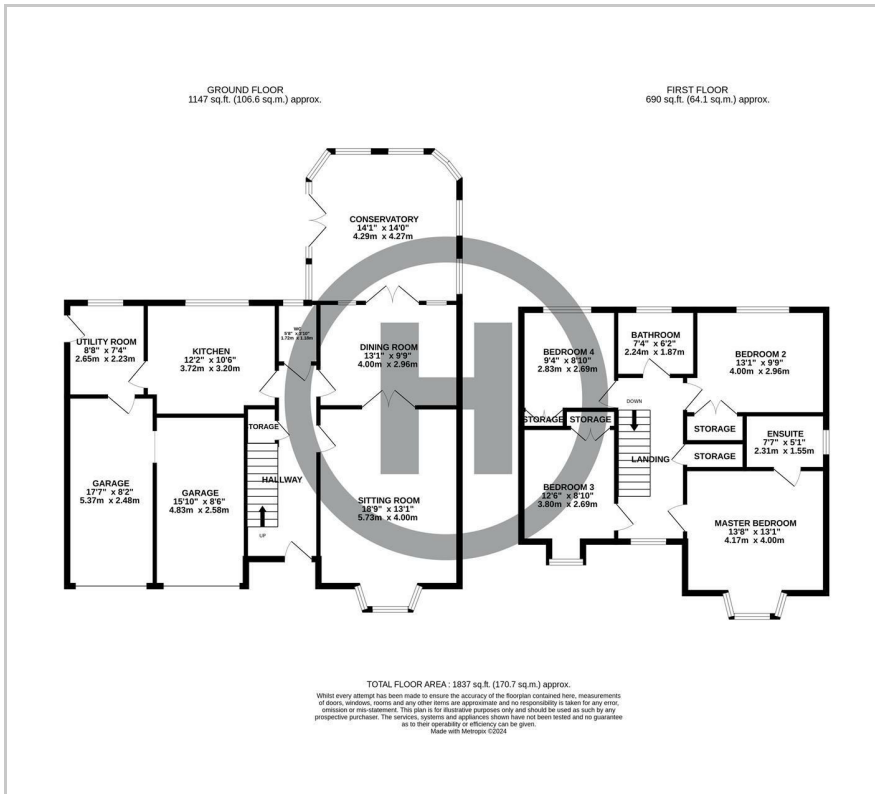 GROUND FLOOR
1147 sq.ft. (106.6 sq.m.) approx.
FIRST FLOOR
690 sq.ft. (64.1 sq.m.) approx.
CONSERVATORY
14'1" x 14'0"
4.29m x 4.27m
UTILITY ROOM
8'8" x 7'4"
2.65m x 2.23m
KITCHEN
12'2" x 10'6"
3.72m x 3.20m
WC
5'8" x 3'10"
1.72m x 1.18m
DINING ROOM
13'1" x 9'9"
4.00m x 2.96m
GARAGE
17'7" x 8'2"
5.37m x 2.48m
GARAGE
15'10" x 8'6"
4.83m x 2.58m
TORAGE
HALLWAY
UP
SITTING ROOM
18'9" x 13'1"
5.73m x 4.00m
BEDROOM 4
9'4" x 8'10"
2.83m x 2.69m
BATHROOM
7'4" x 6'2"
2.24m x 1.87m
BEDROOM 2
13'1" x 9'9"
4.00m x 2.96m
DOWN
STORAGE
STORAGE
STORAGE
STORAGE
ENSUITE
7'7" x 5'1"
2.31m x 1.55m
LANDING
BEDROOM 3
12'6" x 8'10"
3.80m x 2.69m
MASTER BEDROOM
13'8" x 13'1"
4.17m x 4.00m
H
TOTAL FLOOR AREA : 1837 sq.ft. (170.7 sq.m.) approx.
Whilst every attempt has been made to ensure the accuracy of the floorplan contained here, measurements
of doors, windows, rooms and any other items are approximate and no responsibility is taken for any error,
omission or mis-statement. This plan is for illustrative purposes only and should be used as such by any
prospective purchaser. The services, systems and appliances shown have not been tested and no guarantee
as to their operability or efficiency can be given.
Made with Metropix ©2024